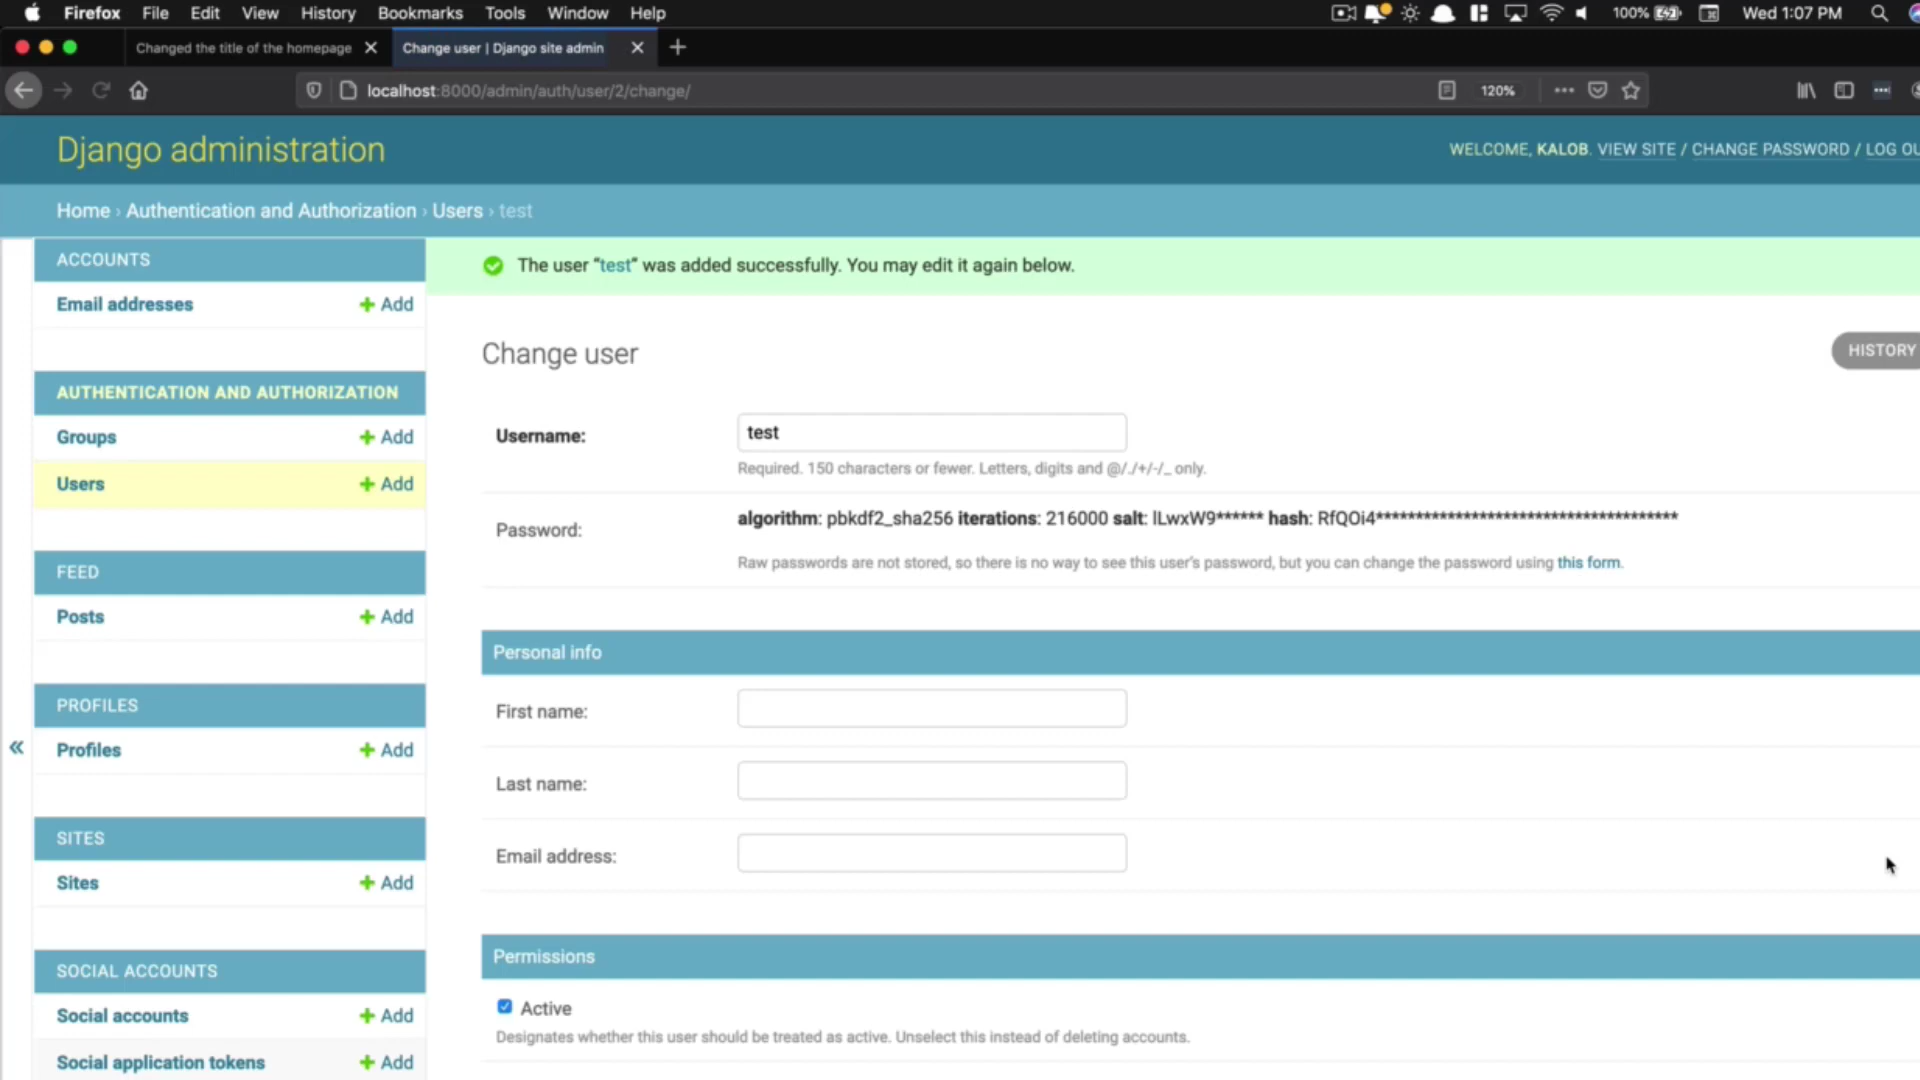 Firefox File Edit View History Bookmarks Tools Window Help 100% Wed 1:07 PM
Changed the title of the homepage Change user | Django site admin
localhost:8000/admin/auth/user/2/change/ 120%
Django administration
WELCOME, KALOB. VIEW SITE / CHANGE PASSWORD / LOG OU
Home › Authentication and Authorization › Users › test
ACCOUNTS
Email addresses + Add
AUTHENTICATION AND AUTHORIZATION
Groups + Add
Users + Add
FEED
Posts + Add
PROFILES
« Profiles + Add
SITES
Sites + Add
SOCIAL ACCOUNTS
Social accounts + Add
Social application tokens + Add
The user “test” was added successfully. You may edit it again below.
Change user
HISTORY
Username: test
Required. 150 characters or fewer. Letters, digits and @/./+/-/_ only.
Password: algorithm: pbkdf2_sha256 iterations: 216000 salt: lLwxW9****** hash: RfQOi4**************************************
Raw passwords are not stored, so there is no way to see this user’s password, but you can change the password using this form.
Personal info
First name:
Last name:
Email address:
Permissions
Active
Designates whether this user should be treated as active. Unselect this instead of deleting accounts.